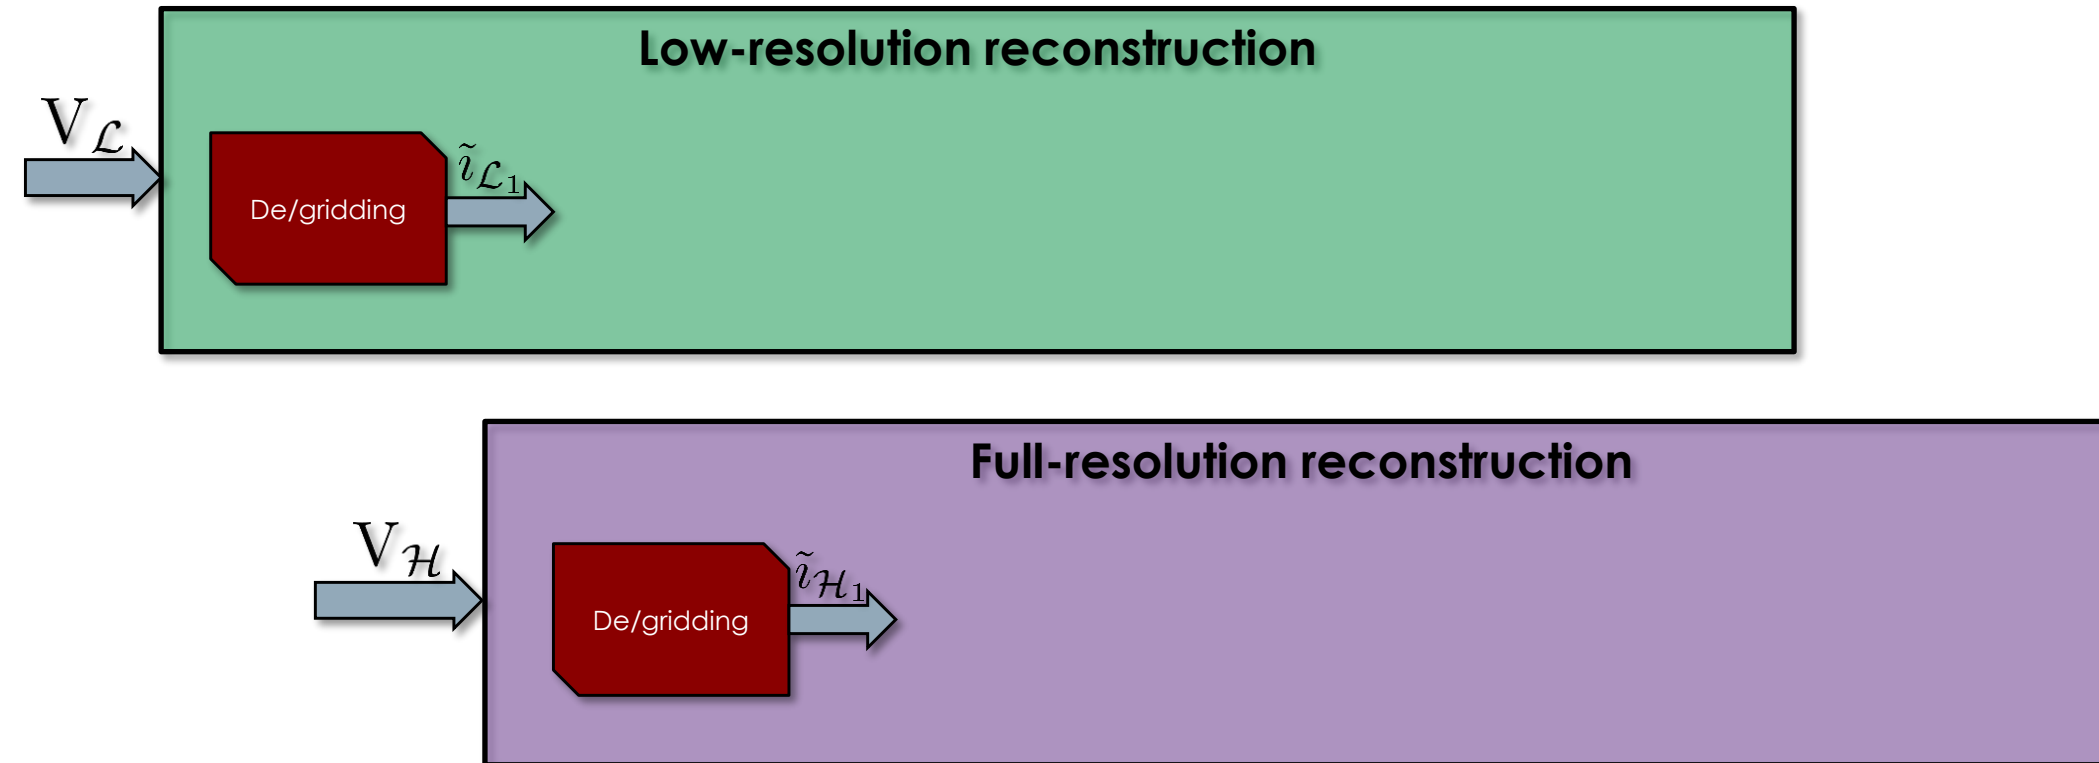 Low-resolution reconstruction
V_ℒ
De/gridding
ĩ_ℒ₁
Full-resolution reconstruction
V_ℋ
De/gridding
ĩ_ℋ₁